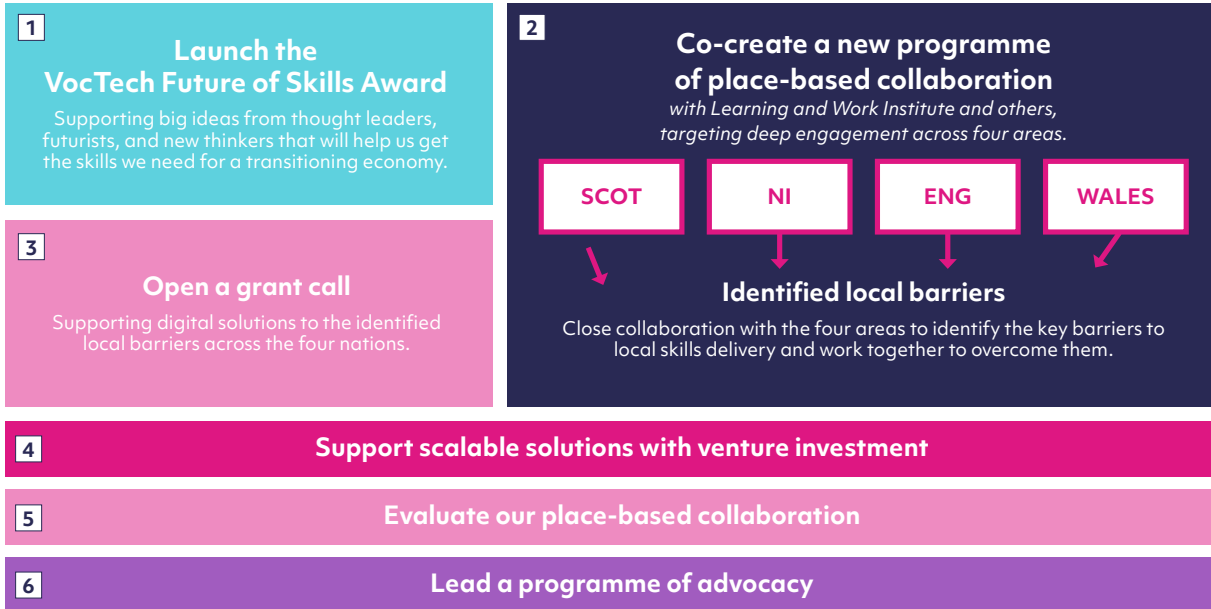 1
Launch the
VocTech Future of Skills Award
Supporting big ideas from thought leaders,
futurists, and new thinkers that will help us get
the skills we need for a transitioning economy.
2
Co-create a new programme
of place-based collaboration
with Learning and Work Institute and others,
targeting deep engagement across four areas.
SCOT
NI
ENG
WALES
Identified local barriers
Close collaboration with the four areas to identify the key barriers to
local skills delivery and work together to overcome them.
3
Open a grant call
Supporting digital solutions to the identified
local barriers across the four nations.
4
Support scalable solutions with venture investment
5
Evaluate our place-based collaboration
6
Lead a programme of advocacy